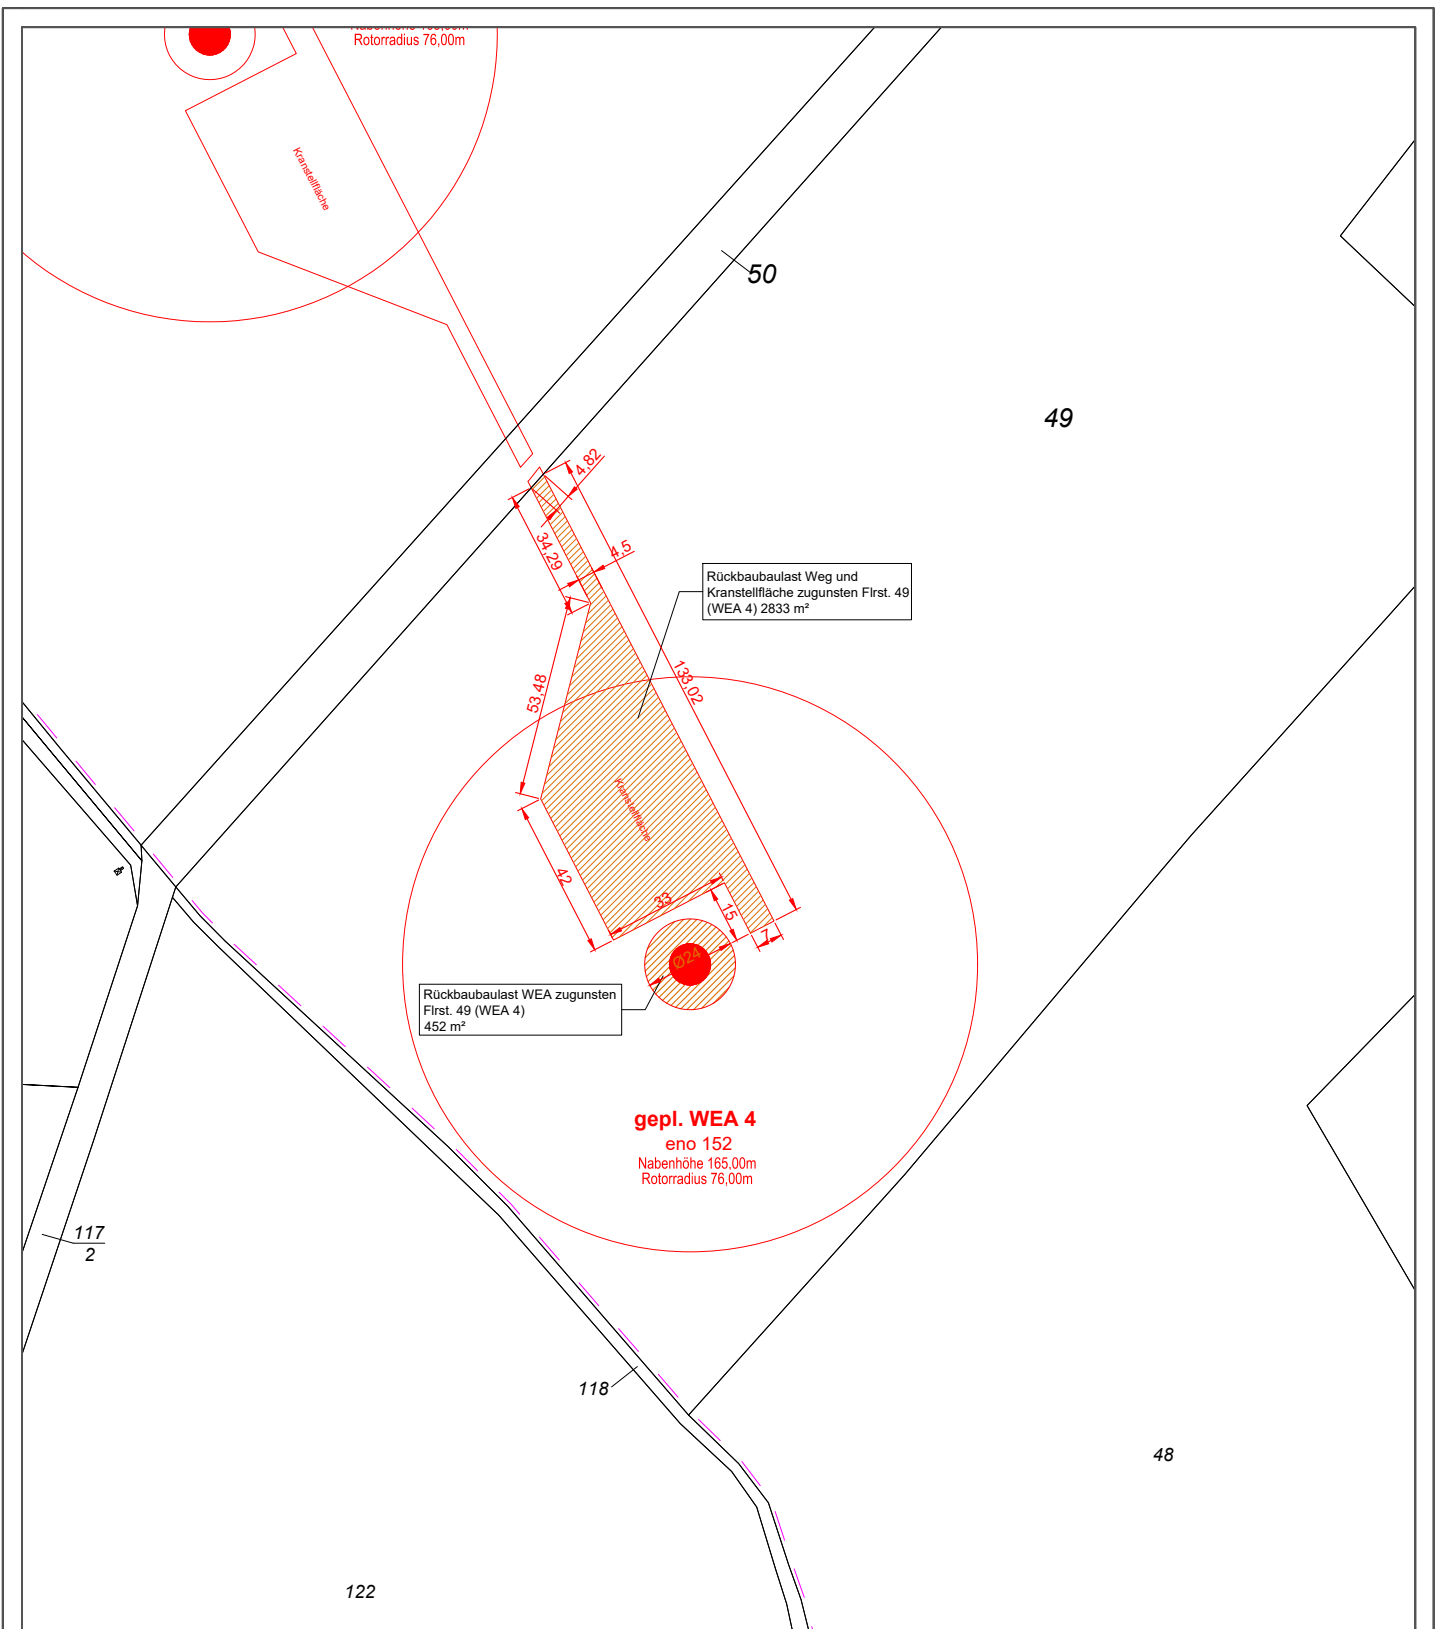 Rotorradius 76,00m
Kranstellfläche
50
49
4,82
34,29
4,5
Rückbaubaulast Weg und
Kranstellfläche zugunsten Flrst. 49
(WEA 4) 2833 m²
133,02
53,48
Kranstellfläche
42
33
15
7
Ø24
Rückbaubaulast WEA zugunsten
Flrst. 49 (WEA 4)
452 m²
gepl. WEA 4
eno 152
Nabenhöhe 165,00m
Rotorradius 76,00m
117
2
118
48
122